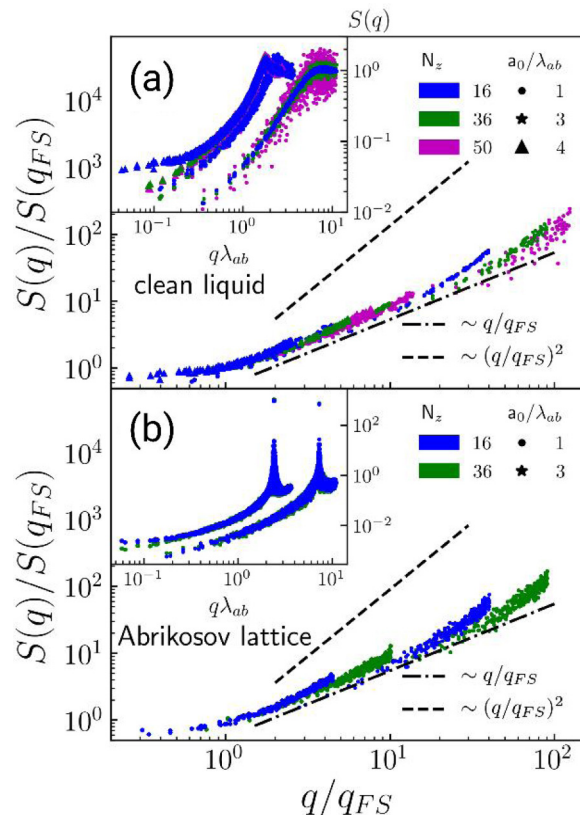 S(q)
(a)
N_z a_0/λ_ab
16 1
36 3
50 4
10^0
10^-1
10^-2
10^-1 10^0 10^1
qλ_ab
10^4
10^3
10^2
10^1
10^0
S(q)/S(q_FS)
clean liquid
~ q/q_FS
~ (q/q_FS)^2
(b)
N_z a_0/λ_ab
16 1
36 3
10^2
10^0
10^-2
10^-1 10^0 10^1
qλ_ab
10^4
10^3
10^2
10^1
10^0
S(q)/S(q_FS)
Abrikosov lattice
~ q/q_FS
~ (q/q_FS)^2
10^0 10^1 10^2
q/q_FS